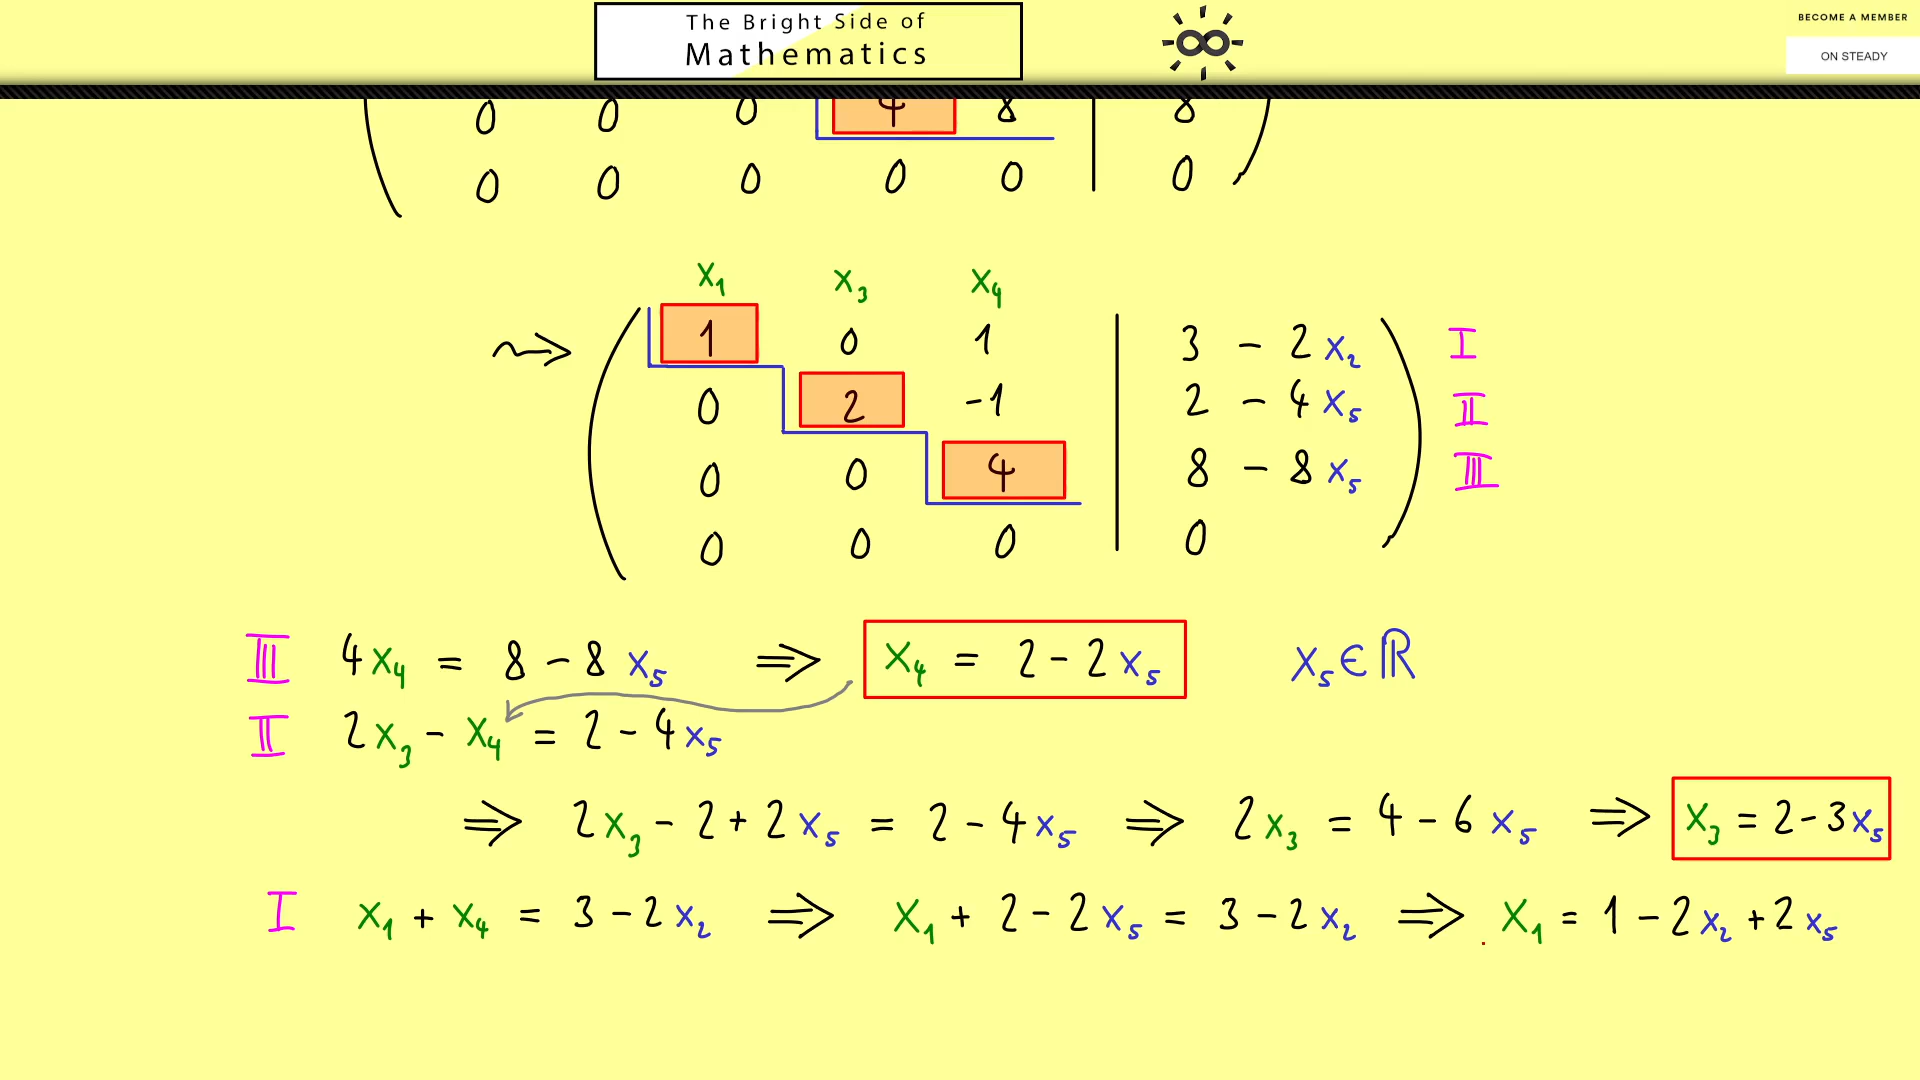 The Bright Side of
Mathematics
BECOME A MEMBER
ON STEADY
0 0 0 4 8 | 8
0 0 0 0 0 | 0
x₁ x₃ x₄
1 0 1 | 3 - 2x₂ I
0 2 -1 | 2 - 4x₅ II
0 0 4 | 8 - 8x₅ III
0 0 0 | 0
III 4x₄ = 8 - 8x₅ ⇒ x₄ = 2 - 2x₅ x₅ ∈ ℝ
II 2x₃ - x₄ = 2 - 4x₅
⇒ 2x₃ - 2 + 2x₅ = 2 - 4x₅ ⇒ 2x₃ = 4 - 6x₅ ⇒ x₃ = 2 - 3x₅
I x₁ + x₄ = 3 - 2x₂ ⇒ x₁ + 2 - 2x₅ = 3 - 2x₂ ⇒ x₁ = 1 - 2x₂ + 2x₅